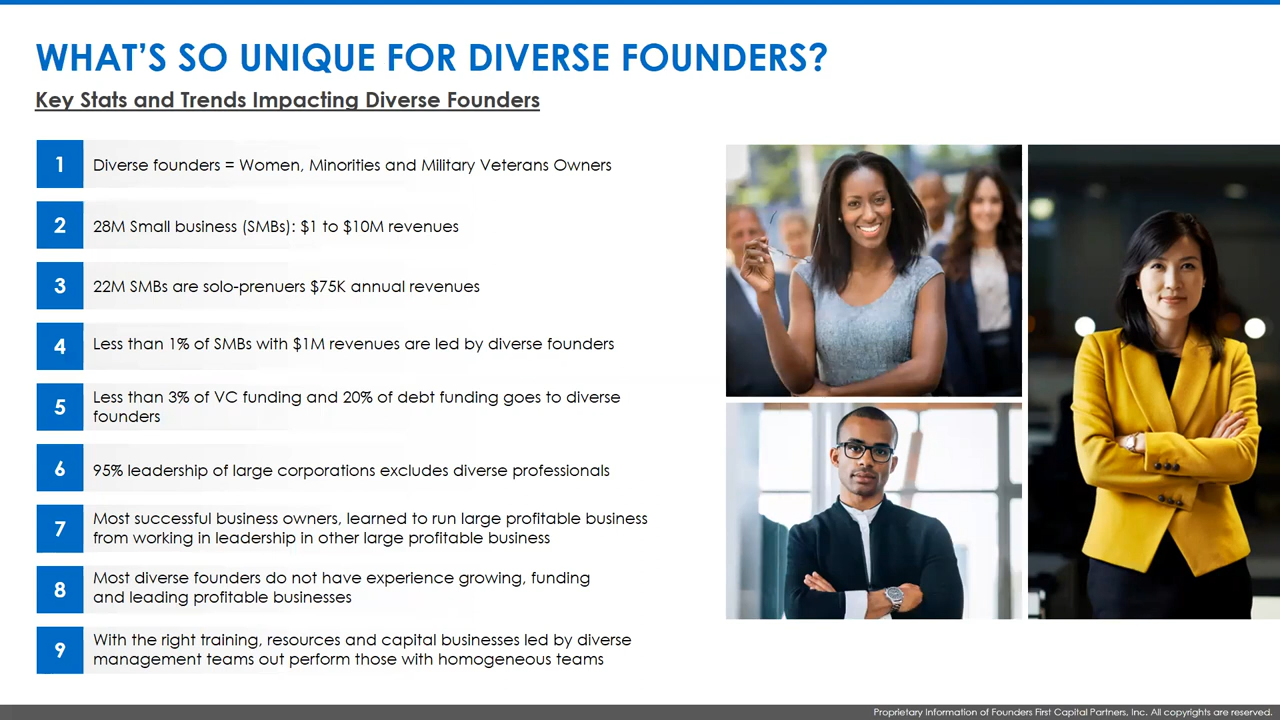 WHAT'S SO UNIQUE FOR DIVERSE FOUNDERS?
Key Stats and Trends Impacting Diverse Founders
1
Diverse founders = Women, Minorities and Military Veterans Owners
2
28M Small business (SMBs): $1 to $10M revenues
3
22M SMBs are solo-prenuers $75K annual revenues
4
Less than 1% of SMBs with $1M revenues are led by diverse founders
5
Less than 3% of VC funding and 20% of debt funding goes to diverse
founders
6
95% leadership of large corporations excludes diverse professionals
7
Most successful business owners, learned to run large profitable business
from working in leadership in other large profitable business
8
Most diverse founders do not have experience growing, funding
and leading profitable businesses
9
With the right training, resources and capital businesses led by diverse
management teams out perform those with homogeneous teams
Proprietary Information of Founders First Capital Partners, Inc. All copyrights are reserved.